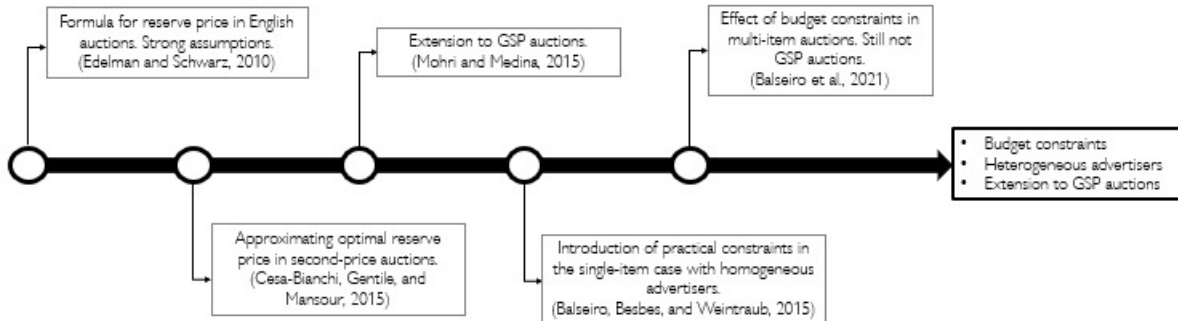 Formula for reserve price in English
auctions. Strong assumptions.
(Edelman and Schwarz, 2010)
Extension to GSP auctions.
(Mohri and Medina, 2015)
Effect of budget constraints in
multi-item auctions. Still not
GSP auctions.
(Balseiro et al., 2021)
• Budget constraints
• Heterogeneous advertisers
• Extension to GSP auctions
Approximating optimal reserve
price in second-price auctions.
(Cesa-Bianchi, Gentile, and
Mansour, 2015)
Introduction of practical constraints in
the single-item case with homogeneous
advertisers.
(Balseiro, Besbes, and Weintraub, 2015)